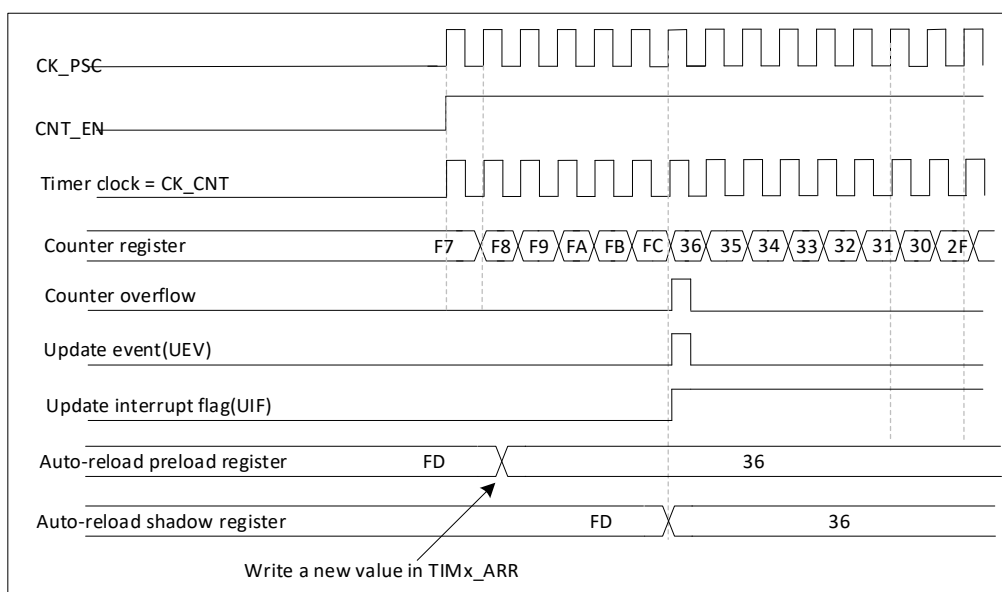 CK_PSC
CNT_EN
Timer clock = CK_CNT
Counter register F7 F8 F9 FA FB FC 36 35 34 33 32 31 30 2F
Counter overflow
Update event(UEV)
Update interrupt flag(UIF)
Auto-reload preload register FD 36
Auto-reload shadow register FD 36
Write a new value in TIMx_ARR